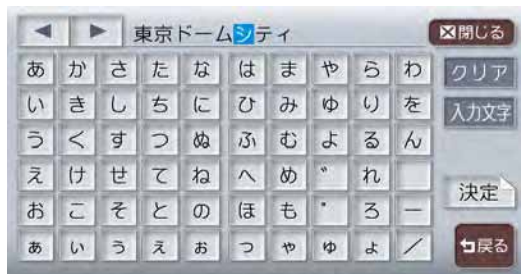 ◀ ▶ 東京ドームシティ ☒閉じる
あ か さ た な は ま や ら わ クリア
い き し ち に ひ み ゆ り を 入力文字
う く す つ ぬ ふ む よ る ん
え け せ て ね へ め ゛ れ
お こ そ と の ほ も ゜ ろ ー 決定
ぁ ぃ ぅ ぇ ぉ っ ゃ ゅ ょ / 戻る